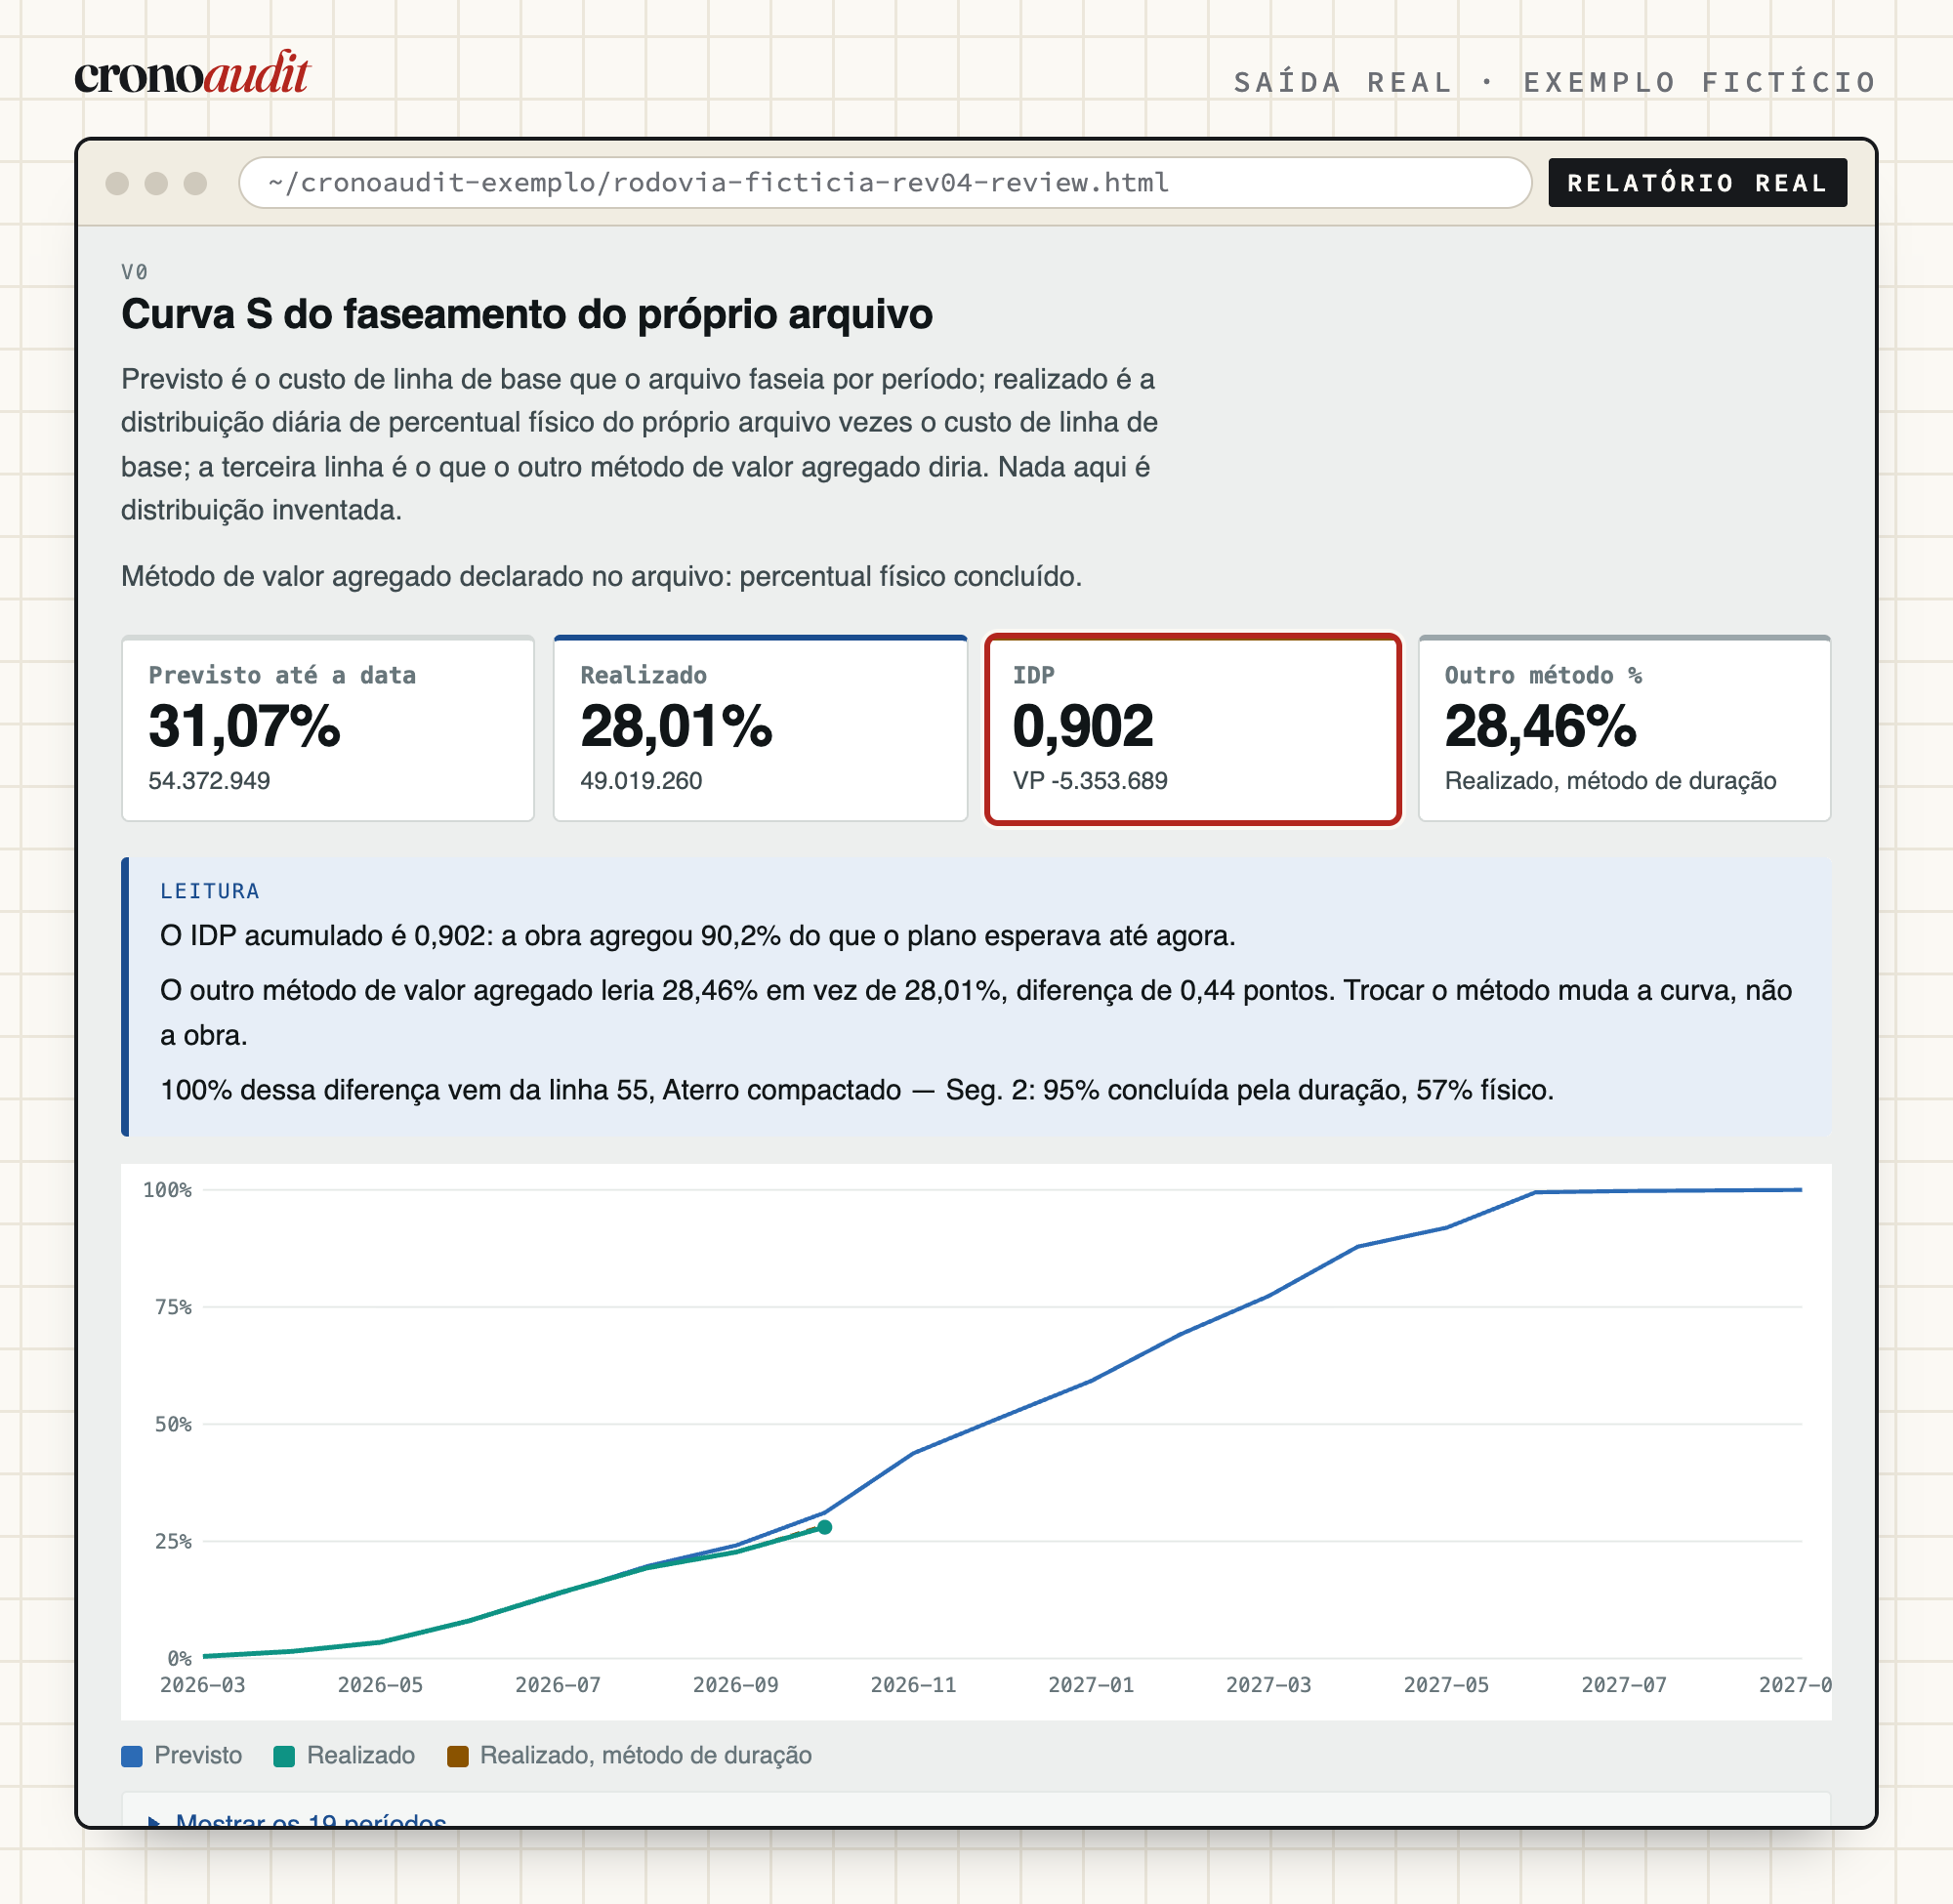 cronoaudit
SAÍDA REAL · EXEMPLO FICTÍCIO
~/cronoaudit-exemplo/rodovia-ficticia-rev04-review.html
RELATÓRIO REAL
V0
Curva S do faseamento do próprio arquivo
Previsto é o custo de linha de base que o arquivo faseia por período; realizado é a
distribuição diária de percentual físico do próprio arquivo vezes o custo de linha de
base; a terceira linha é o que o outro método de valor agregado diria. Nada aqui é
distribuição inventada.
Método de valor agregado declarado no arquivo: percentual físico concluído.
Previsto até a data
31,07%
54.372.949
Realizado
28,01%
49.019.260
IDP
0,902
VP -5.353.689
Outro método %
28,46%
Realizado, método de duração
LEITURA
O IDP acumulado é 0,902: a obra agregou 90,2% do que o plano esperava até agora.
O outro método de valor agregado leria 28,46% em vez de 28,01%, diferença de 0,44 pontos. Trocar o método muda a curva, não
a obra.
100% dessa diferença vem da linha 55, Aterro compactado — Seg. 2: 95% concluída pela duração, 57% físico.
100%
75%
50%
25%
0%
2026-03 2026-05 2026-07 2026-09 2026-11 2027-01 2027-03 2027-05 2027-07 2027-0
Previsto Realizado Realizado, método de duração
Mostrar os 19 períodos